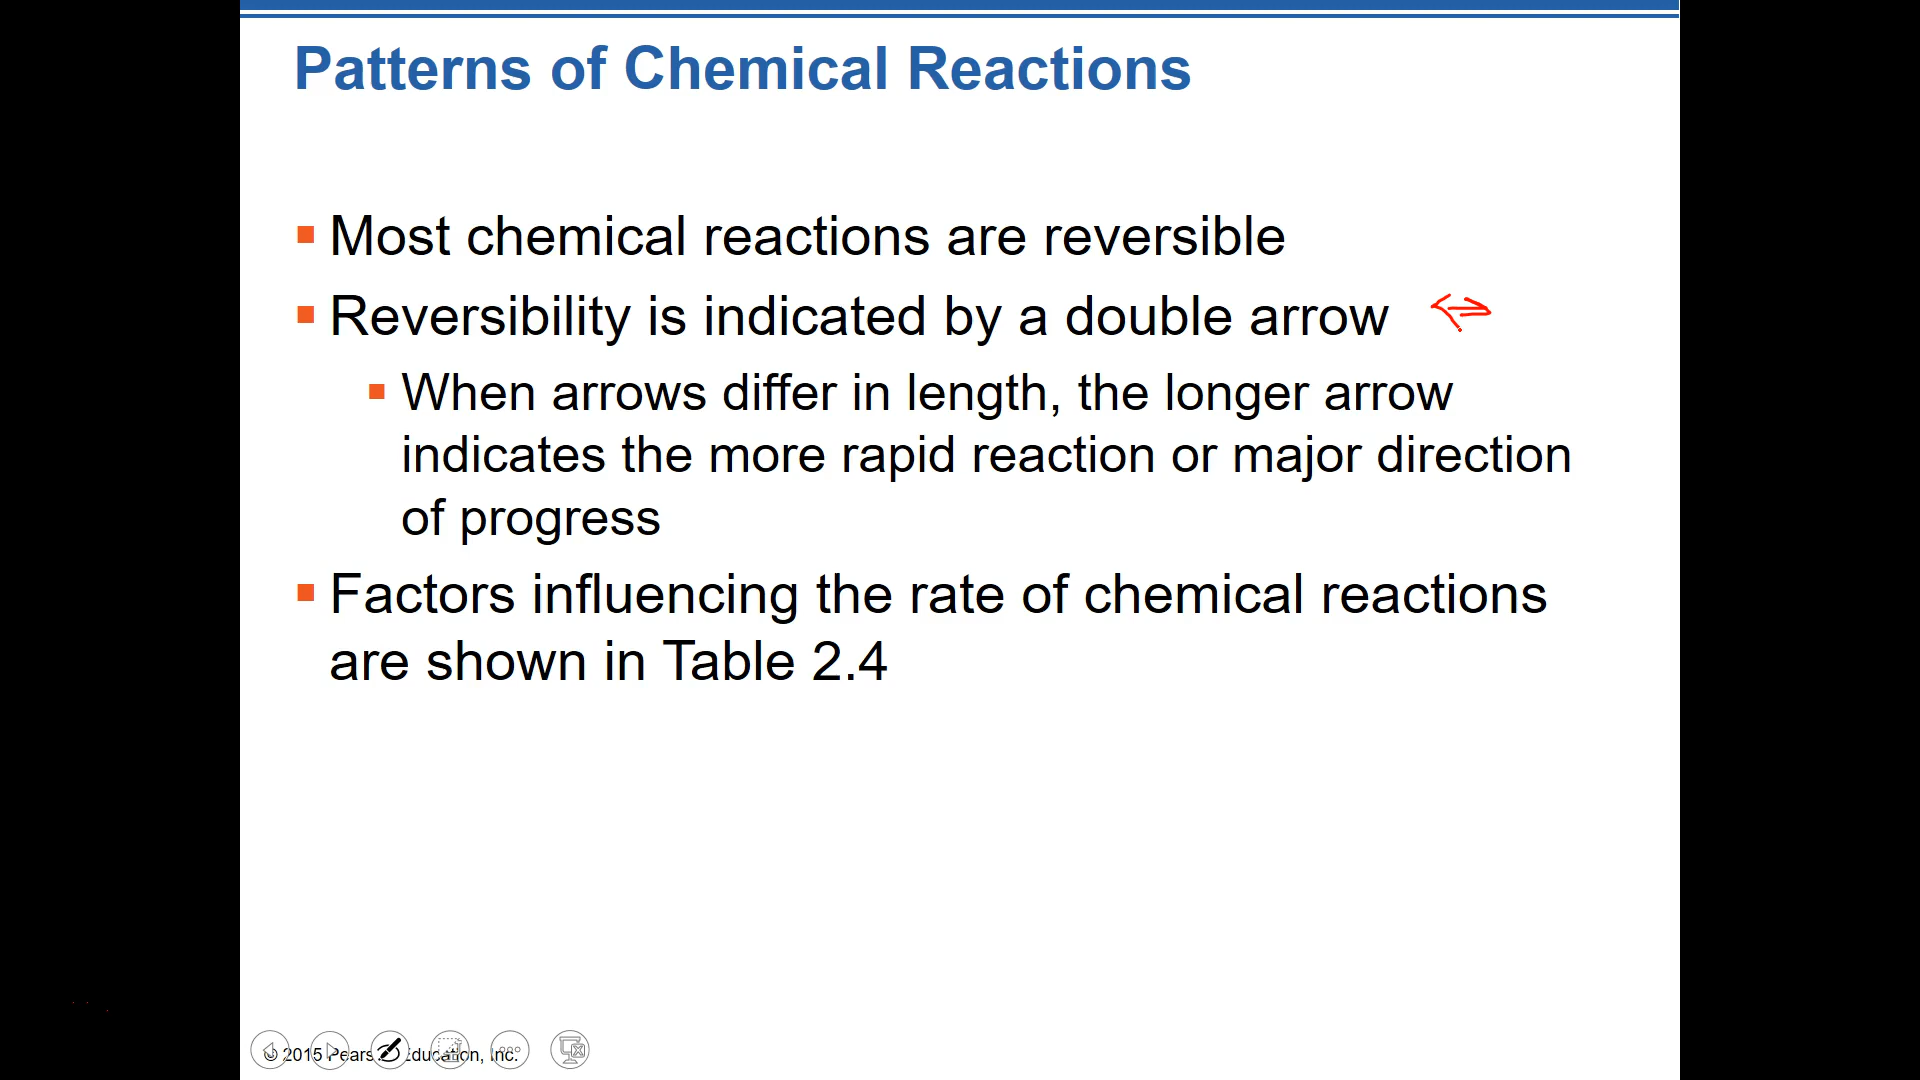 Patterns of Chemical Reactions
Most chemical reactions are reversible
Reversibility is indicated by a double arrow
When arrows differ in length, the longer arrow
indicates the more rapid reaction or major direction
of progress
Factors influencing the rate of chemical reactions
are shown in Table 2.4
© 2015 Pearson Education, Inc.